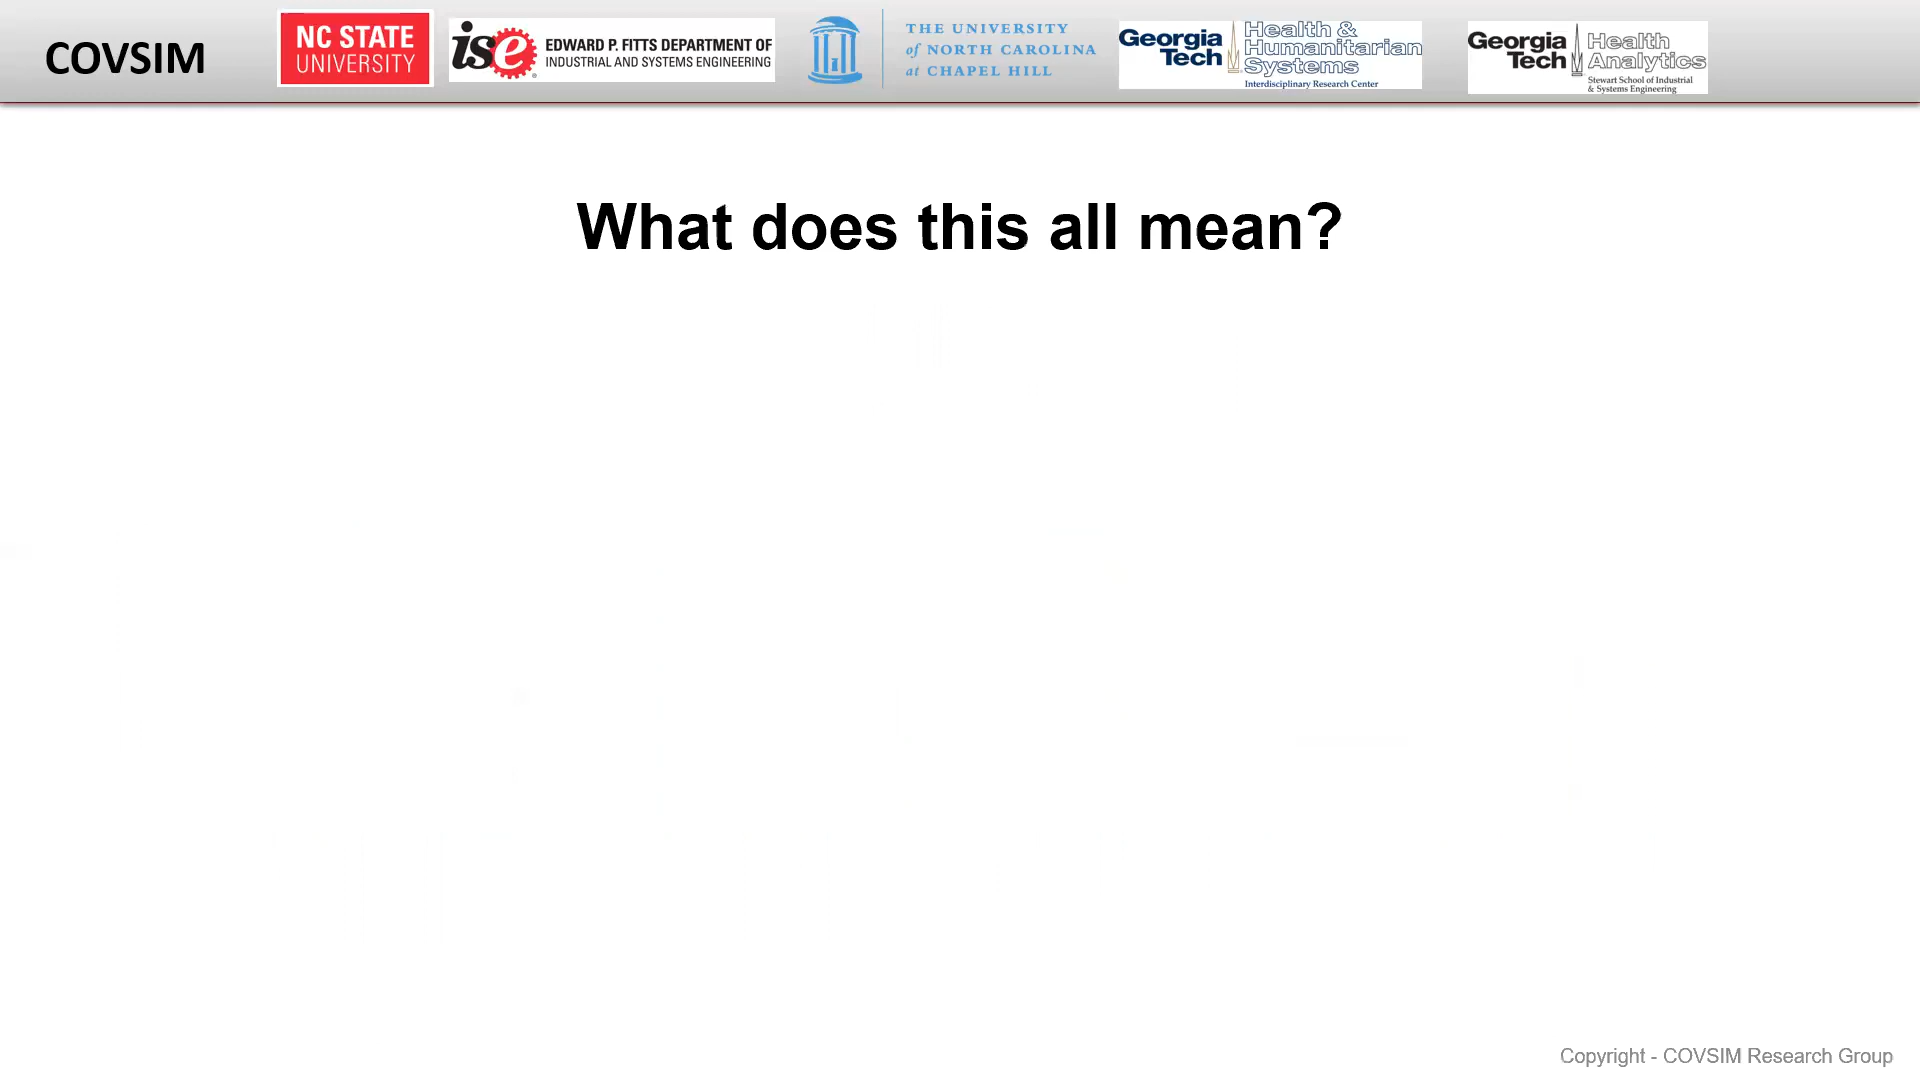 COVSIM
NC STATE
UNIVERSITY
ise
EDWARD P. FITTS DEPARTMENT OF
INDUSTRIAL AND SYSTEMS ENGINEERING
THE UNIVERSITY
of NORTH CAROLINA
at CHAPEL HILL
Georgia
Tech
Health &
Humanitarian
Systems
Interdisciplinary Research Center
Georgia
Tech
Health
Analytics
Stewart School of Industrial
& Systems Engineering
What does this all mean?
Copyright - COVSIM Research Group